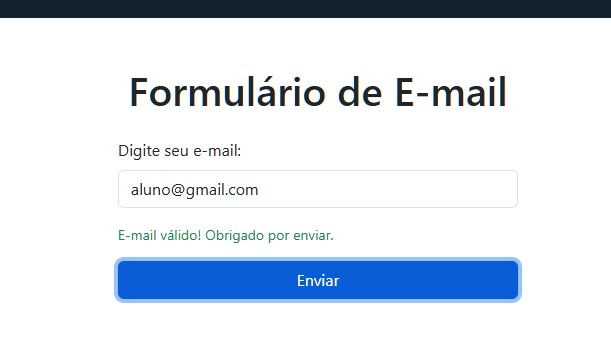 Formulário de E-mail
Digite seu e-mail:
aluno@gmail.com
E-mail válido! Obrigado por enviar.
Enviar